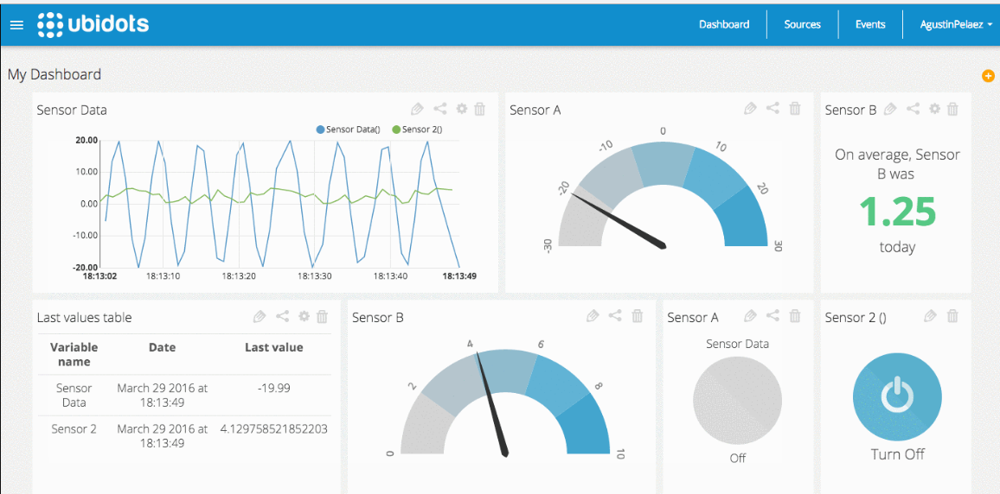 ubidots
Dashboard
Sources
Events
AgustinPelaez
My Dashboard
Sensor Data
Sensor Data()
Sensor 2()
20.00
10.00
0.00
-10.00
-20.00
18:13:02
18:13:10
18:13:20
18:13:30
18:13:40
18:13:49
Sensor A
-30
-20
-10
0
10
20
30
Sensor B
On average, Sensor
B was
1.25
today
Last values table
Variable
name
Date
Last value
Sensor
Data
March 29 2016 at
18:13:49
-19.99
Sensor 2
March 29 2016 at
18:13:49
4.129758521852203
Sensor B
0
2
4
6
8
10
Sensor A
Sensor Data
Off
Sensor 2 ()
Turn Off